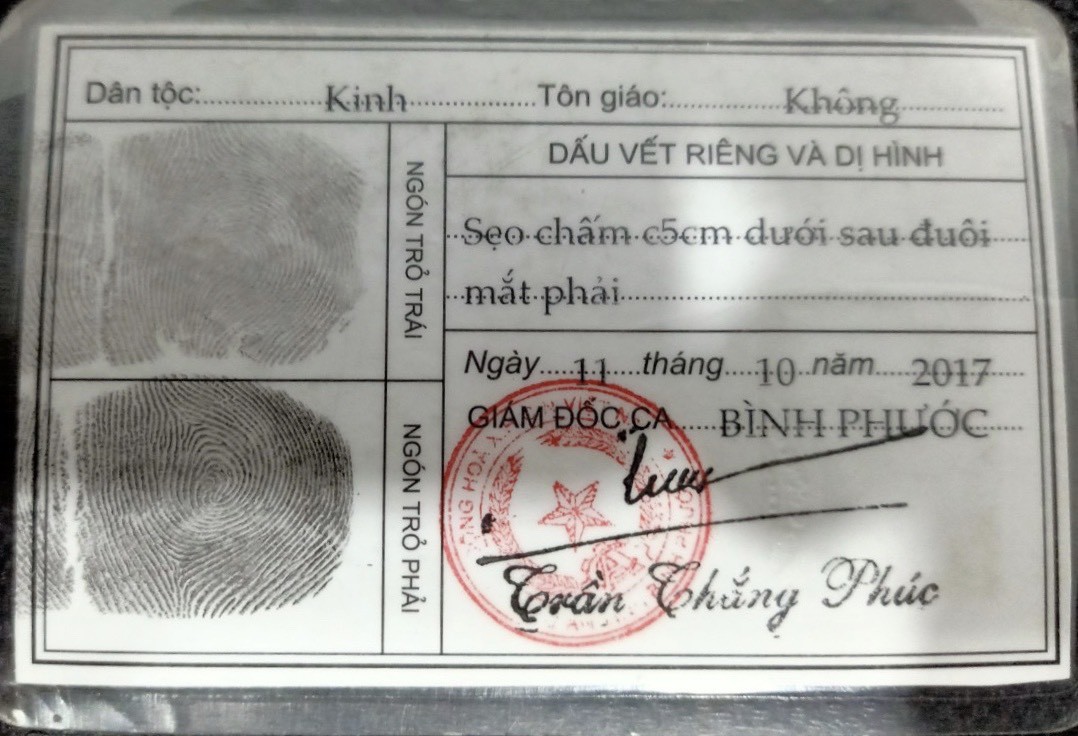 Dân tộc: Kinh Tôn giáo: Không
NGÓN TRỎ TRÁI
DẤU VẾT RIÊNG VÀ DỊ HÌNH
Sẹo chấm c5cm dưới sau đuôi
mắt phải
Ngày 11 tháng 10 năm 2017
GIÁM ĐỐC CA BÌNH PHƯỚC
NGÓN TRỎ PHẢI
Trần Thắng Phúc